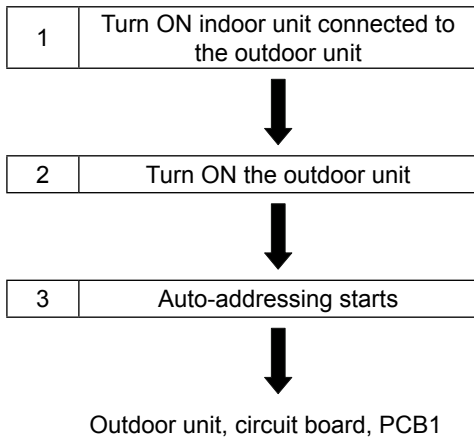 1 Turn ON indoor unit connected to
the outdoor unit
2 Turn ON the outdoor unit
3 Auto-addressing starts
Outdoor unit, circuit board, PCB1